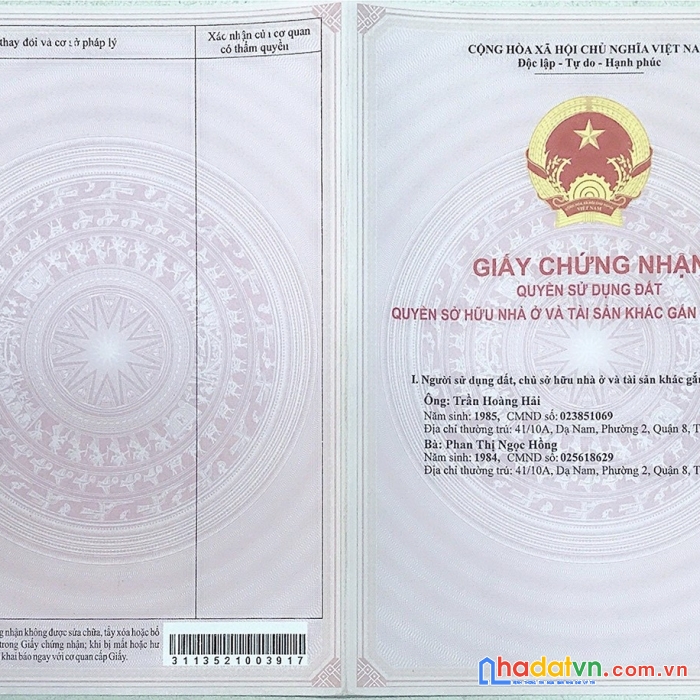 thay đổi và cơ sở pháp lý
Xác nhận của cơ quan
có thẩm quyền
ng nhận không được sửa chữa, tẩy xóa hoặc bổ
trong Giấy chứng nhận; khi bị mất hoặc hư
khai báo ngay với cơ quan cấp Giấy.
3113521003917
CỘNG HÒA XÃ HỘI CHỦ NGHĨA VIỆT NA
Độc lập - Tự do - Hạnh phúc
GIẤY CHỨNG NHẬN
QUYỀN SỬ DỤNG ĐẤT
QUYỀN SỞ HỮU NHÀ Ở VÀ TÀI SẢN KHÁC GẮN
I. Người sử dụng đất, chủ sở hữu nhà ở và tài sản khác gắn
Ông: Trần Hoàng Hải
Năm sinh: 1985, CMND số: 023851069
Địa chỉ thường trú: 41/10A, Dạ Nam, Phường 2, Quận 8, T
Bà: Phan Thị Ngọc Hồng
Năm sinh: 1984, CMND số: 025618629
Địa chỉ thường trú: 41/10A, Dạ Nam, Phường 2, Quận 8, T
nhadatvn.com.vn